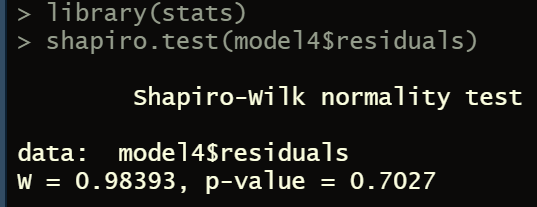 > library(stats)
> shapiro.test(model4$residuals)
Shapiro-Wilk normality test
data:  model4$residuals
W = 0.98393, p-value = 0.7027